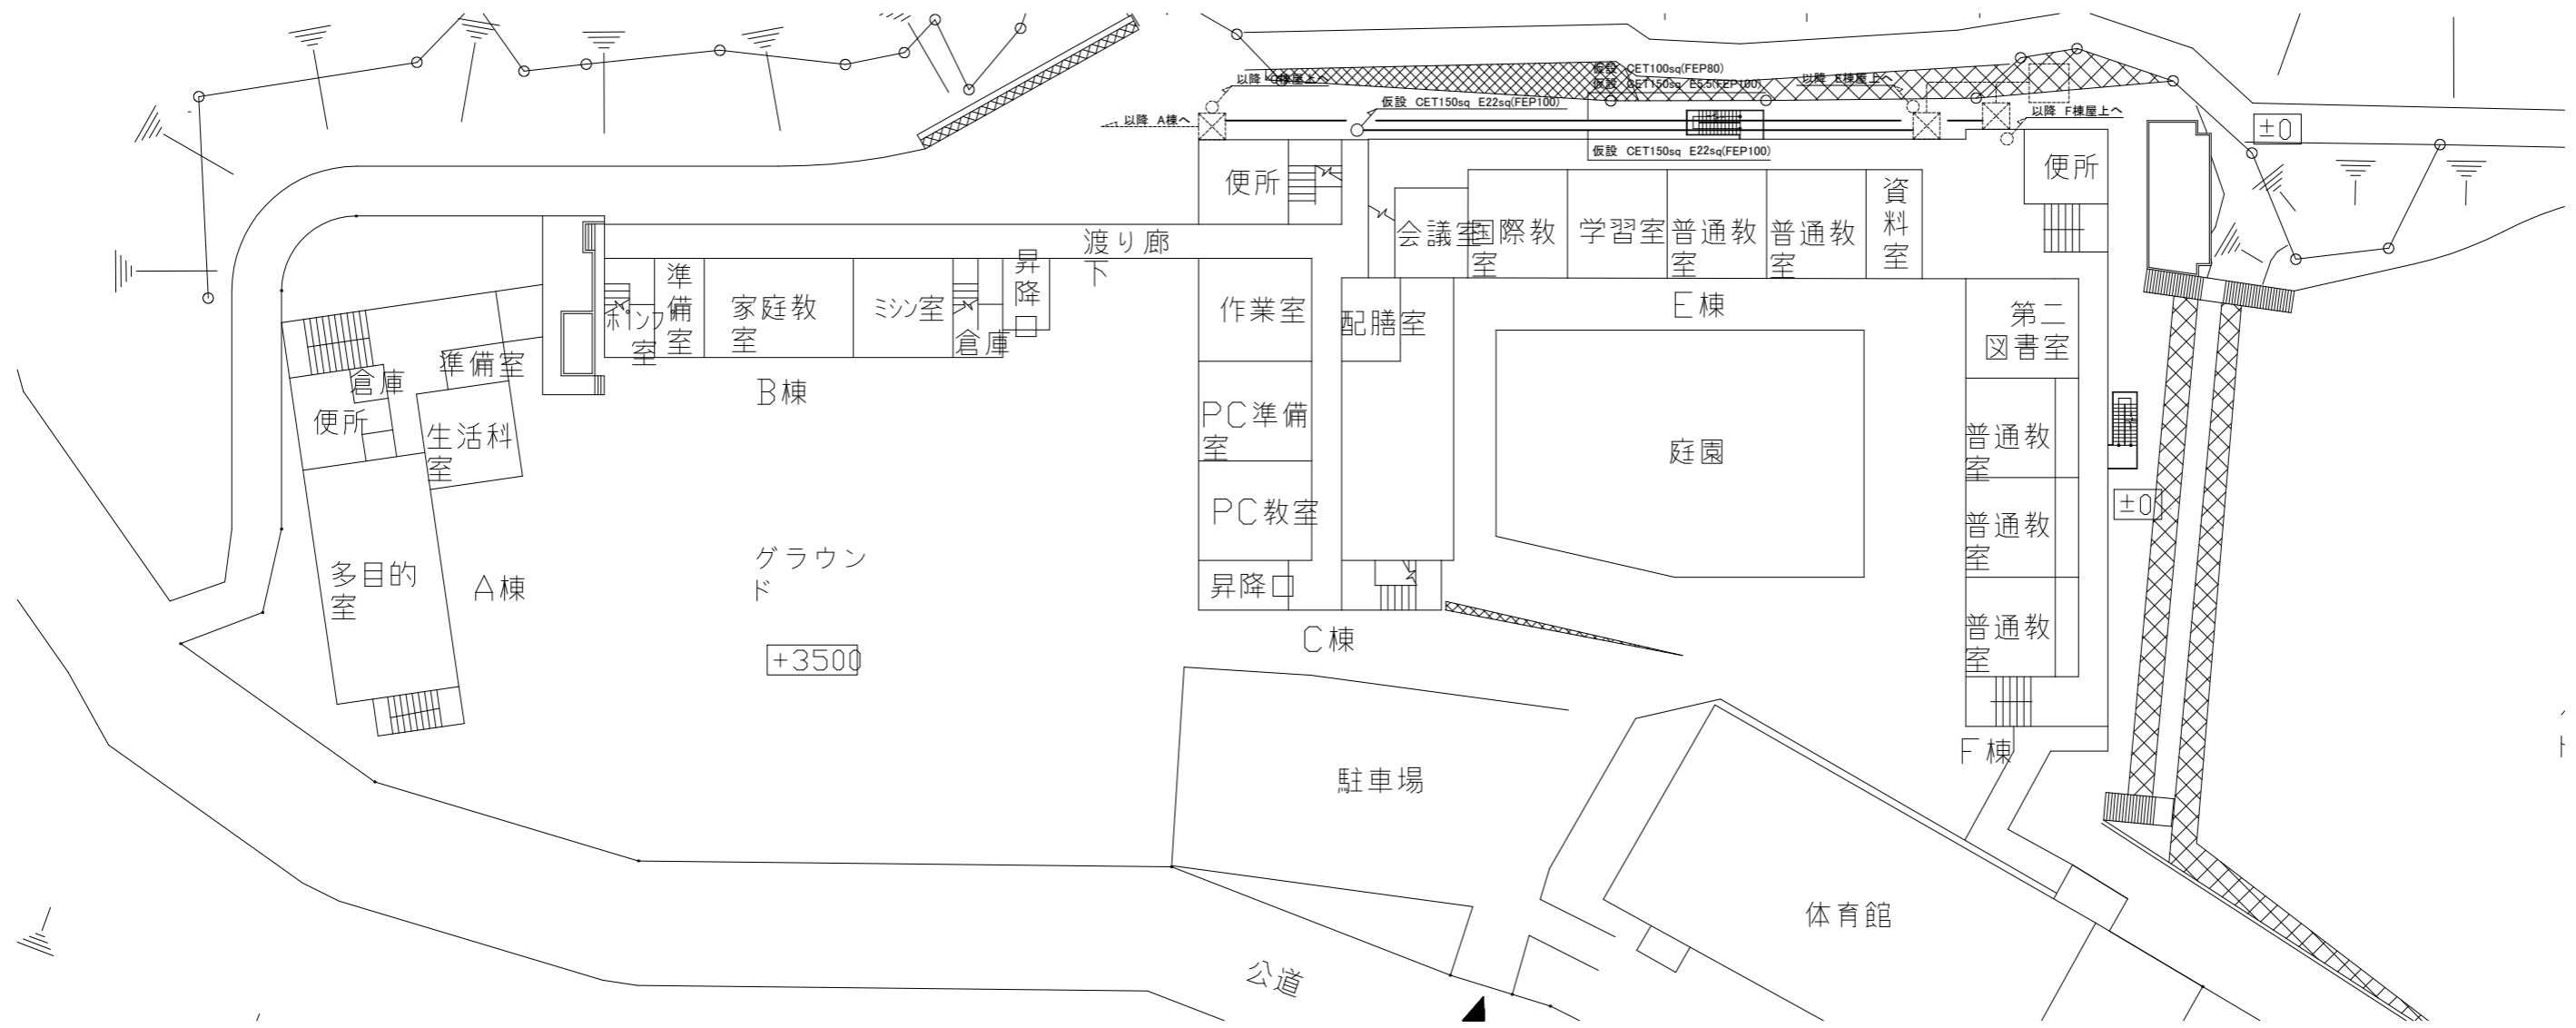 仮設 CET100sq(FEP80)
以降 C棟屋上へ
仮設 CET150sq E5.5(FEP100)
以降 E棟屋上へ
仮設 CET150sq E22sq(FEP100)
以降 A棟へ
以降 F棟屋上へ
仮設 CET150sq E22sq(FEP100)
±0
便所
便所
会議室
国際教
室
学習室
普通教
室
普通教
室
資
料
室
渡り廊
下
ポンプ
室
準
備
室
家庭教
室
ミシン室
倉庫
昇
降
口
作業室
配膳室
E棟
第二
図書室
準備室
倉庫
便所
生活科
室
B棟
PC準備
室
庭園
普通教
室
PC教室
±0
普通教
室
多目的
室
A棟
グラウン
ド
昇降口
普通教
室
C棟
+3500
F棟
駐車場
体育館
公道